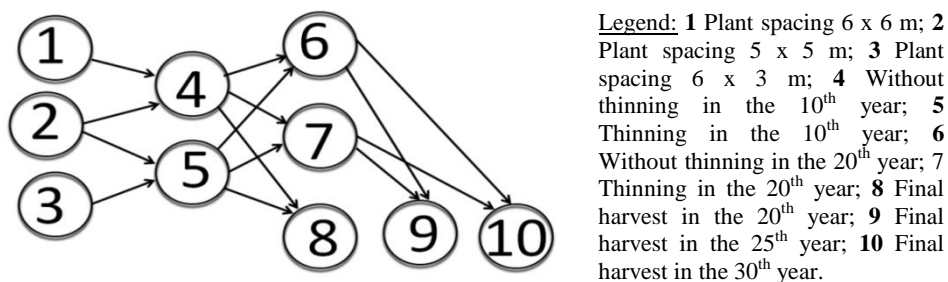 1
2
3
4
5
6
7
8
9
10
Legend: 1 Plant spacing 6 x 6 m; 2
Plant spacing 5 x 5 m; 3 Plant
spacing 6 x 3 m; 4 Without
thinning in the 10th year; 5
Thinning in the 10th year; 6
Without thinning in the 20th year; 7
Thinning in the 20th year; 8 Final
harvest in the 20th year; 9 Final
harvest in the 25th year; 10 Final
harvest in the 30th year.